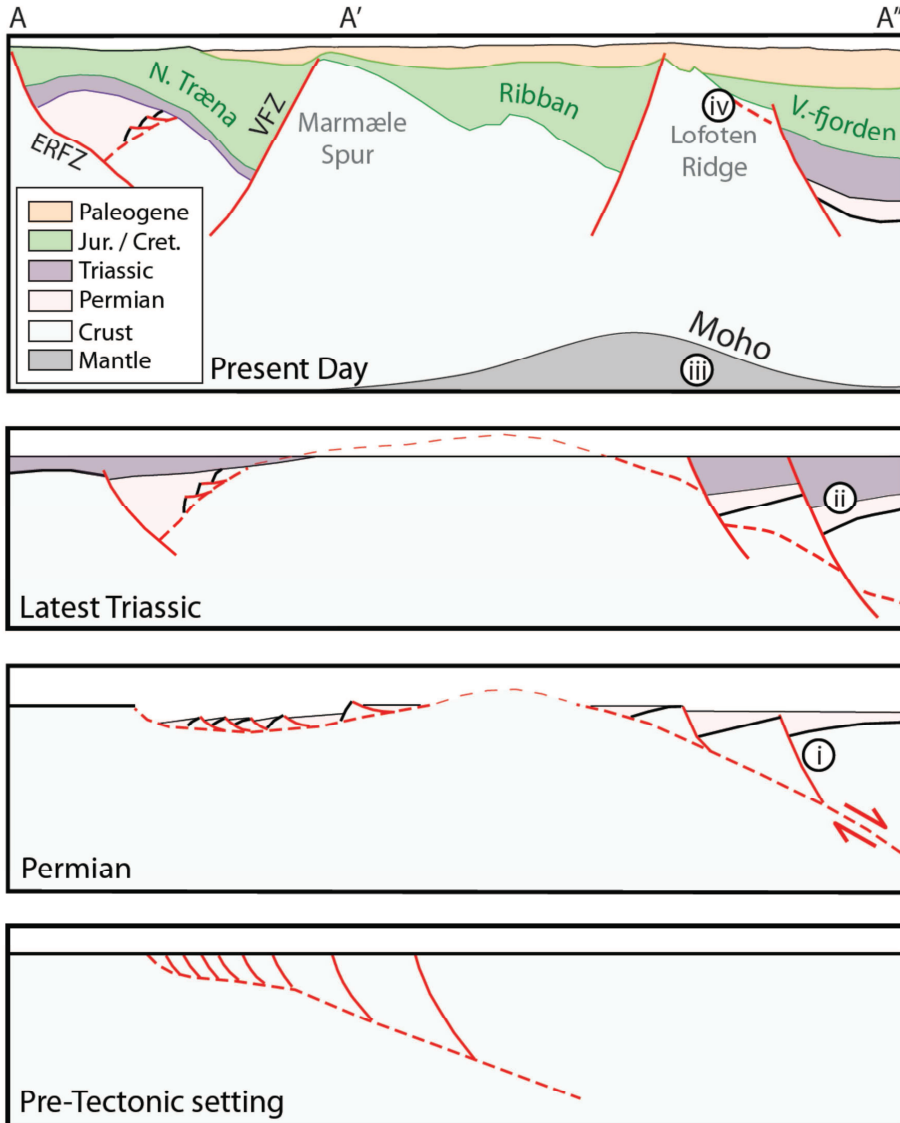 A A' A"
N. Træna
VFZ
ERFZ
Marmæle
Spur
Ribban
iv
Lofoten
Ridge
V.-fjorden
Paleogene
Jur. / Cret.
Triassic
Permian
Crust
Mantle
Moho
iii
Present Day
ii
Latest Triassic
i
Permian
Pre-Tectonic setting